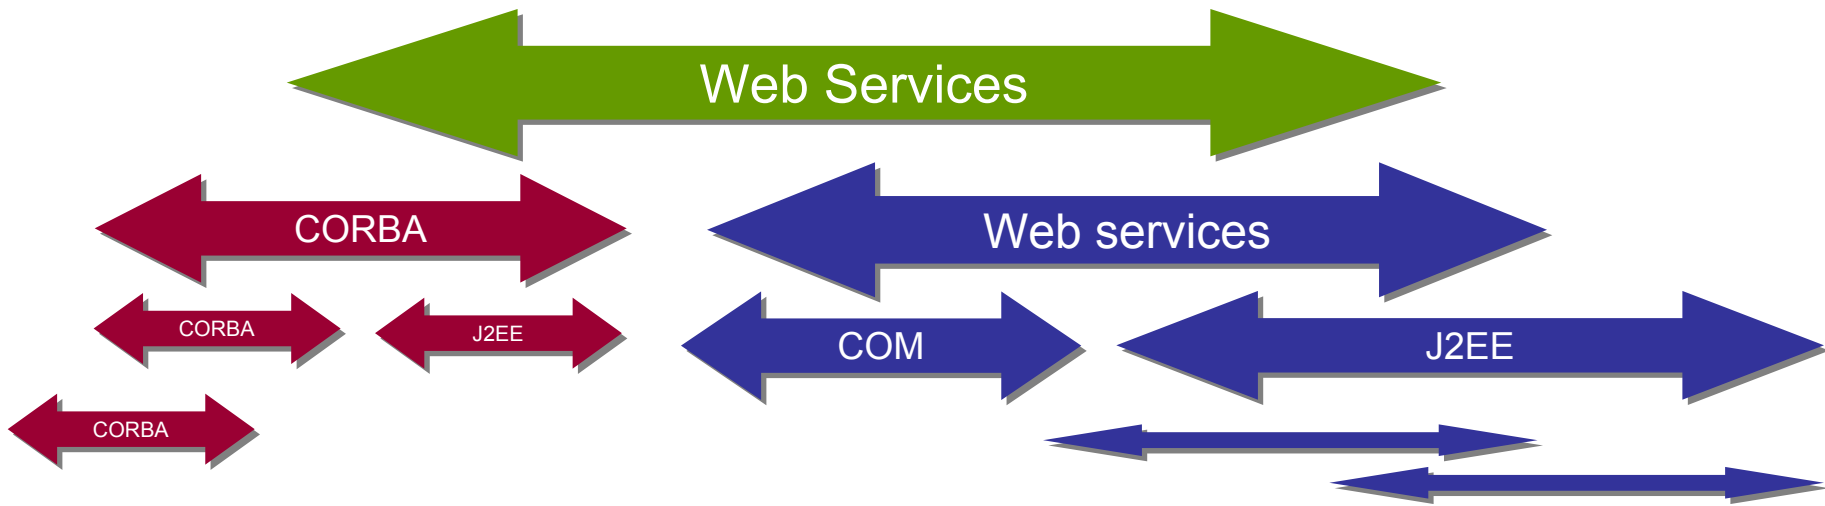 Web Services
CORBA
Web services
CORBA
J2EE
COM
J2EE
CORBA